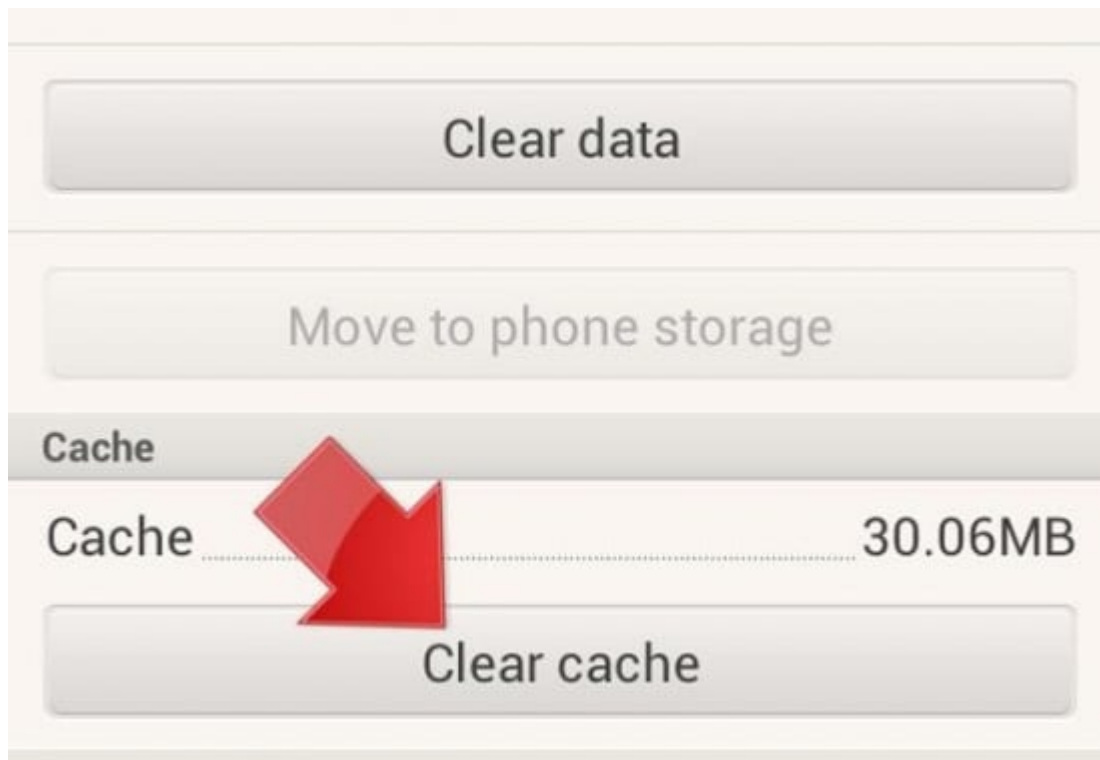 Clear data
Move to phone storage
Cache
Cache 30.06MB
Clear cache